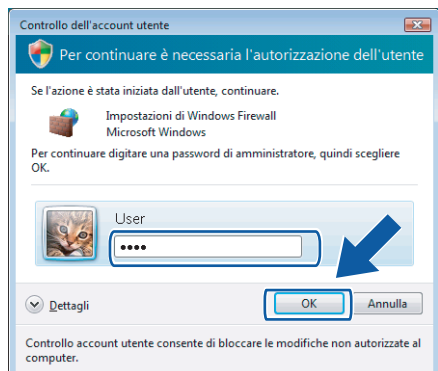 Controllo dell'account utente
Per continuare è necessaria l'autorizzazione dell'utente
Se l'azione è stata iniziata dall'utente, continuare.
Impostazioni di Windows Firewall
Microsoft Windows
Per continuare digitare una password di amministratore, quindi scegliere
OK.
User
••••
Dettagli
OK
Annulla
Controllo account utente consente di bloccare le modifiche non autorizzate al
computer.